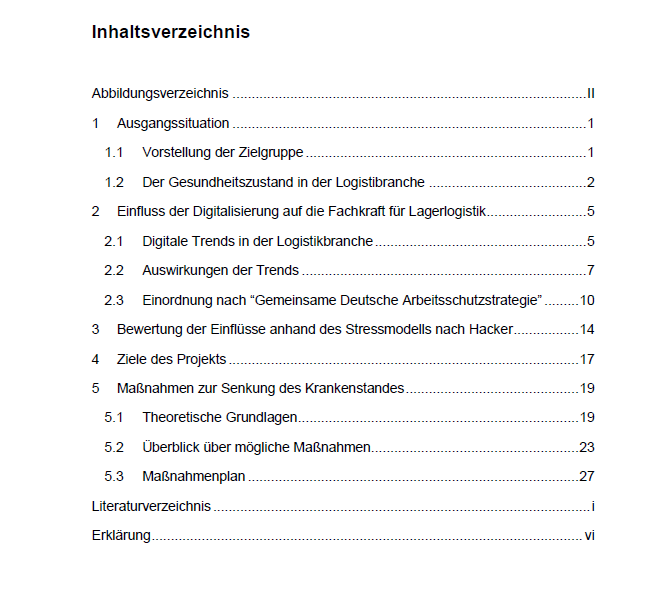 Inhaltsverzeichnis
Abbildungsverzeichnis ............................................................................................ II
1 Ausgangssituation ............................................................................................ 1
1.1 Vorstellung der Zielgruppe ......................................................................... 1
1.2 Der Gesundheitszustand in der Logistibranche ......................................... 2
2 Einfluss der Digitalisierung auf die Fachkraft für Lagerlogistik.......................... 5
2.1 Digitale Trends in der Logistikbranche ....................................................... 5
2.2 Auswirkungen der Trends .......................................................................... 7
2.3 Einordnung nach “Gemeinsame Deutsche Arbeitsschutzstrategie” ......... 10
3 Bewertung der Einflüsse anhand des Stressmodells nach Hacker................. 14
4 Ziele des Projekts ........................................................................................... 17
5 Maßnahmen zur Senkung des Krankenstandes............................................. 19
5.1 Theoretische Grundlagen......................................................................... 19
5.2 Überblick über mögliche Maßnahmen...................................................... 23
5.3 Maßnahmenplan ...................................................................................... 27
Literaturverzeichnis ................................................................................................. i
Erklärung................................................................................................................ vi